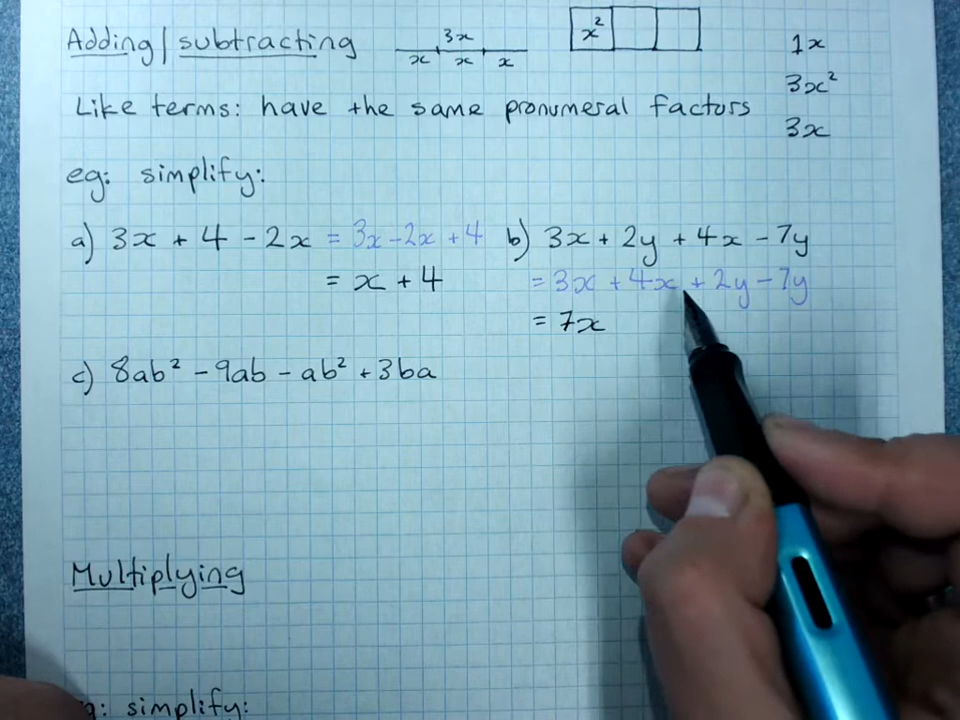 Adding/subtracting
3x
x x x
x²
1x
3x²
3x
Like terms: have the same pronumeral factors
eg: simplify:
a) 3x + 4 - 2x = 3x - 2x + 4
= x + 4
b) 3x + 2y + 4x - 7y
= 3x + 4x + 2y - 7y
= 7x
c) 8ab² - 9ab - ab² + 3ba
Multiplying
simplify: